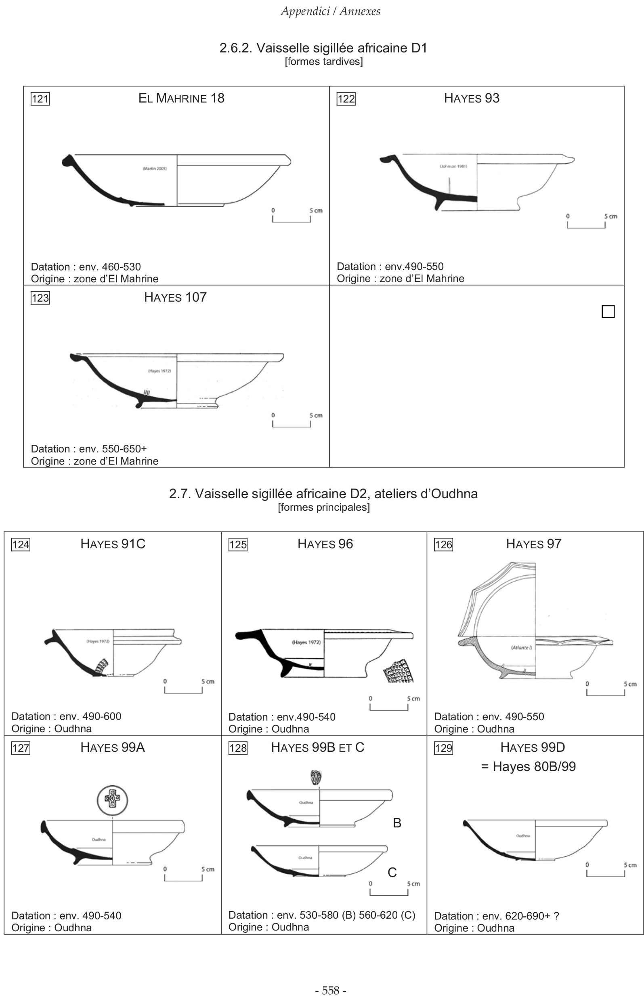 Appendici / Annexes
2.6.2. Vaisselle sigillée africaine D1
[formes tardives]
121 EL MAHRINE 18
(Martin 2005)
0 5 cm
Datation : env. 460-530
Origine : zone d’El Mahrine
122 HAYES 93
(Johnson 1981)
0 5 cm
Datation : env.490-550
Origine : zone d’El Mahrine
123 HAYES 107
(Hayes 1972)
0 5 cm
Datation : env. 550-650+
Origine : zone d’El Mahrine
2.7. Vaisselle sigillée africaine D2, ateliers d’Oudhna
[formes principales]
124 HAYES 91C
(Hayes 1972)
0 5 cm
Datation : env. 490-600
Origine : Oudhna
125 HAYES 96
(Hayes 1972)
0 5 cm
Datation : env.490-540
Origine : Oudhna
126 HAYES 97
(Atlante I)
0 5 cm
Datation : env. 490-550
Origine : Oudhna
127 HAYES 99A
Oudhna
0 5 cm
Datation : env. 490-540
Origine : Oudhna
128 HAYES 99B ET C
Oudhna
B
Oudhna
C
0 5 cm
Datation : env. 530-580 (B) 560-620 (C)
Origine : Oudhna
129 HAYES 99D
= Hayes 80B/99
Oudhna
0 5 cm
Datation : env. 620-690+ ?
Origine : Oudhna
- 558 -